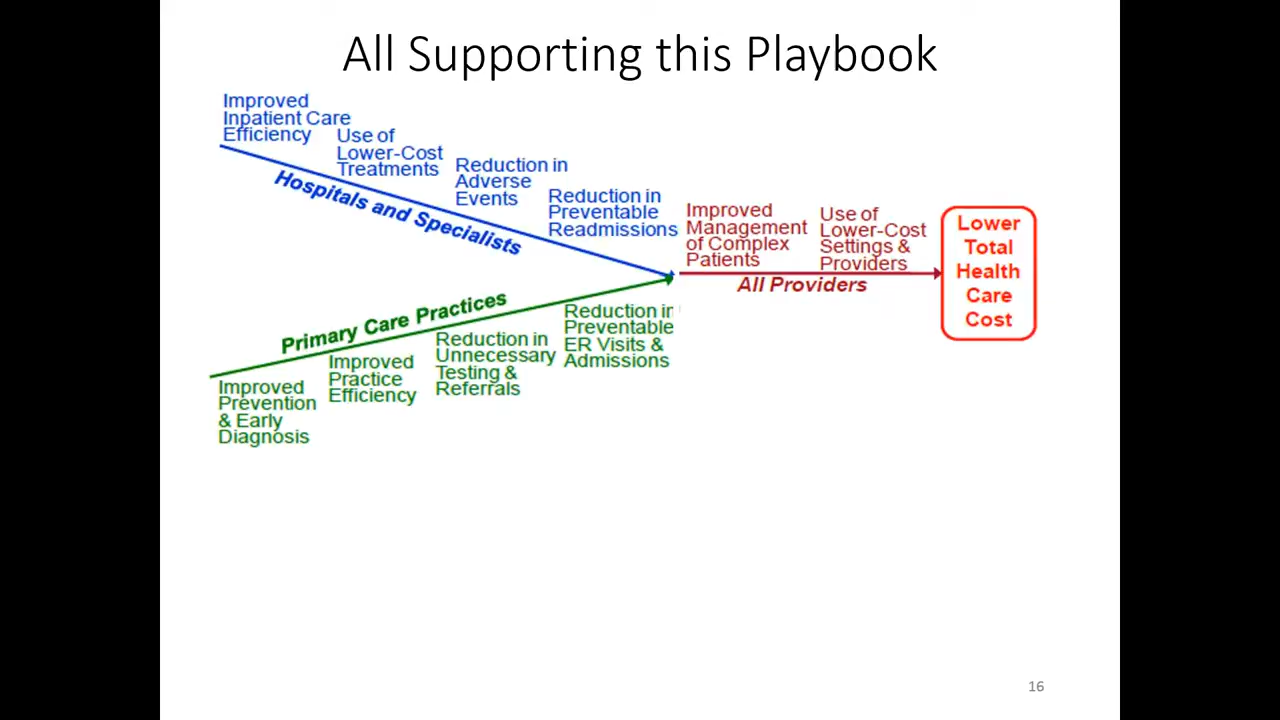 All Supporting this Playbook
Improved
Inpatient Care
Efficiency
Use of
Lower-Cost
Treatments
Reduction in
Adverse
Events
Reduction in
Preventable
Readmissions
Hospitals and Specialists
Improved
Management
of Complex
Patients
Use of
Lower-Cost
Settings &
Providers
All Providers
Lower
Total
Health
Care
Cost
Primary Care Practices
Improved
Prevention
& Early
Diagnosis
Improved
Practice
Efficiency
Reduction in
Unnecessary
Testing &
Referrals
Reduction in
Preventable
ER Visits &
Admissions
16